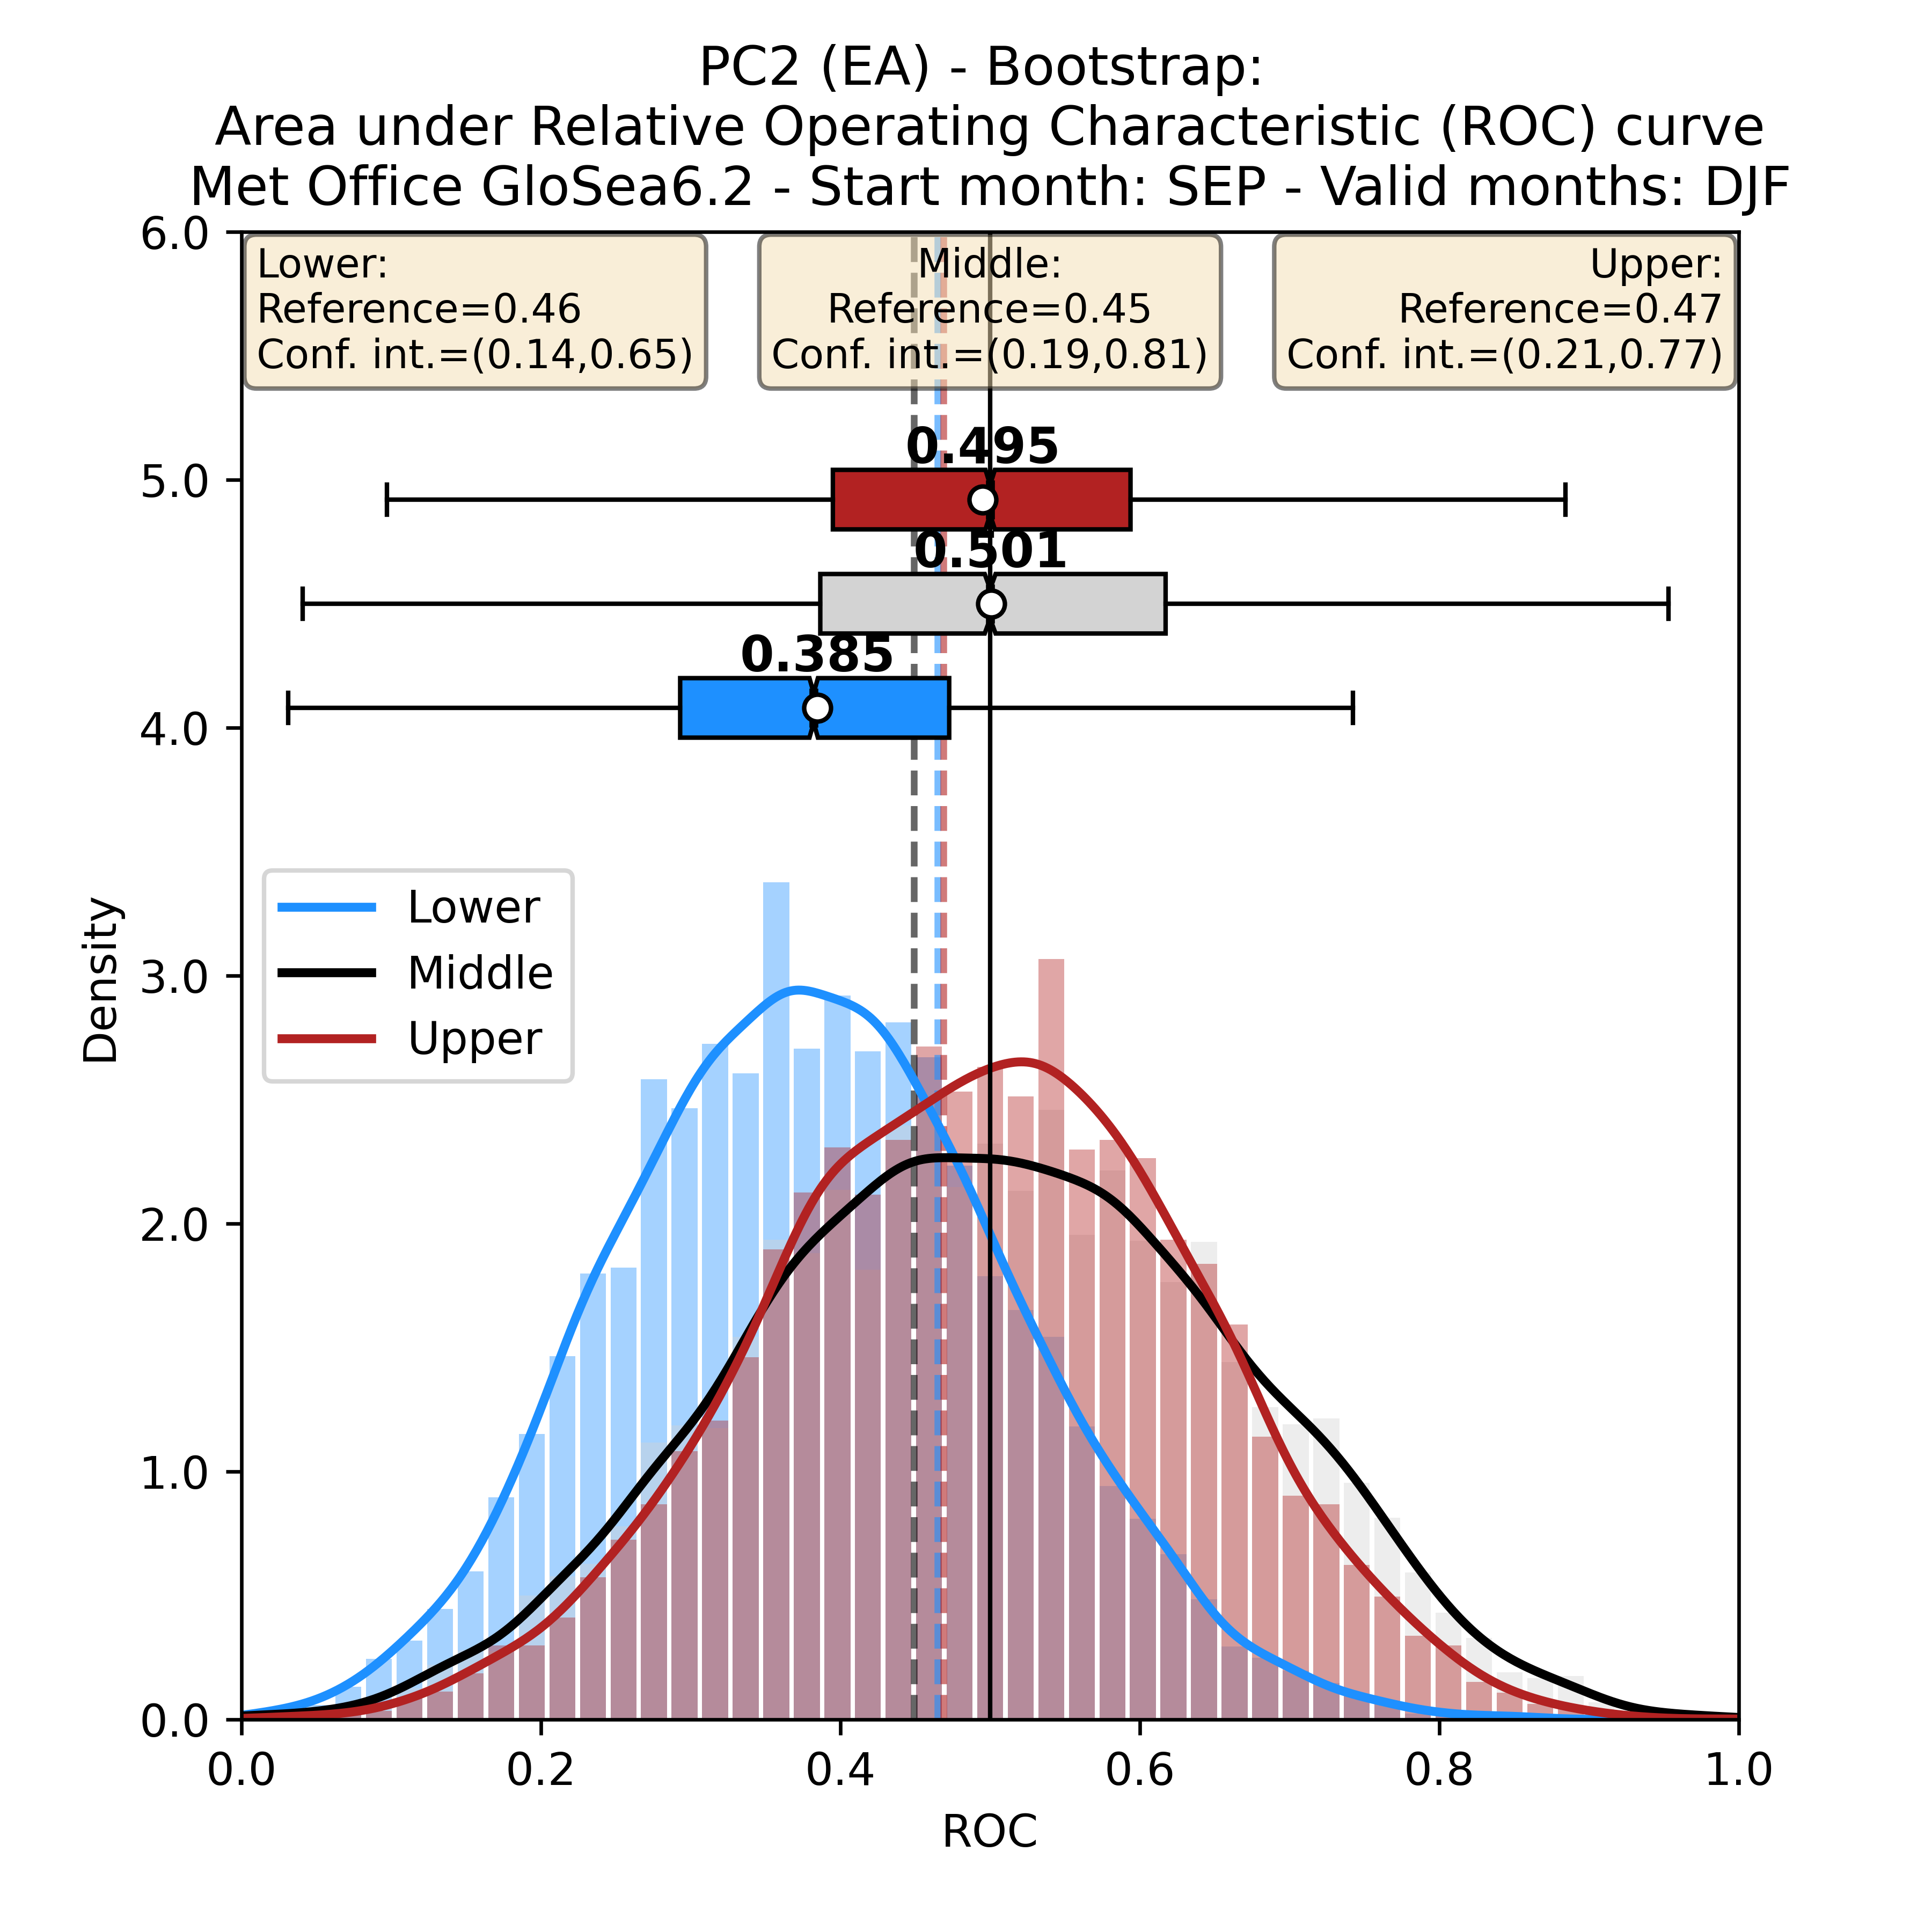 PC2 (EA) - Bootstrap:
Area under Relative Operating Characteristic (ROC) curve
Met Office GloSea6.2 - Start month: SEP - Valid months: DJF
6.0
Lower:
Reference=0.46
Conf. int.=(0.14,0.65)
Middle:
Reference=0.45
Conf. int.=(0.19,0.81)
Upper:
Reference=0.47
Conf. int.=(0.21,0.77)
0.495
5.0
0.501
0.385
4.0
Lower
Middle
Upper
Density
3.0
2.0
1.0
0.0
0.0 0.2 0.4 0.6 0.8 1.0
ROC